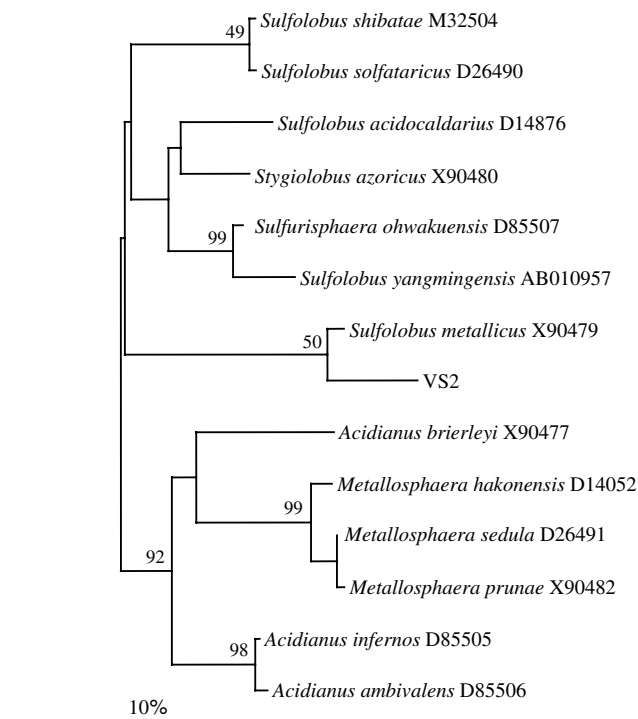 49
Sulfolobus shibatae M32504
Sulfolobus solfataricus D26490
Sulfolobus acidocaldarius D14876
Stygiolobus azoricus X90480
Sulfurisphaera ohwakuensis D85507
99
Sulfolobus yangmingensis AB010957
Sulfolobus metallicus X90479
50
VS2
Acidianus brierleyi X90477
Metallosphaera hakonensis D14052
99
Metallosphaera sedula D26491
92
Metallosphaera prunae X90482
Acidianus infernos D85505
98
Acidianus ambivalens D85506
10%